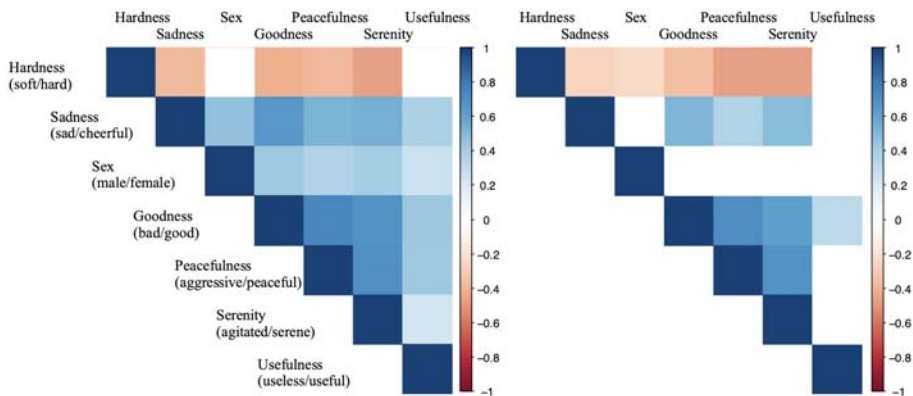 Hardness Sex Peacefulness Usefulness
Sadness Goodness Serenity
Hardness
(soft/hard)
Sadness
(sad/cheerful)
Sex
(male/female)
Goodness
(bad/good)
Peacefulness
(aggressive/peaceful)
Serenity
(agitated/serene)
Usefulness
(useless/useful)
1
0.8
0.6
0.4
0.2
0
−0.2
−0.4
−0.6
−0.8
−1
Hardness Sex Peacefulness Usefulness
Sadness Goodness Serenity
1
0.8
0.6
0.4
0.2
0
−0.2
−0.4
−0.6
−0.8
−1